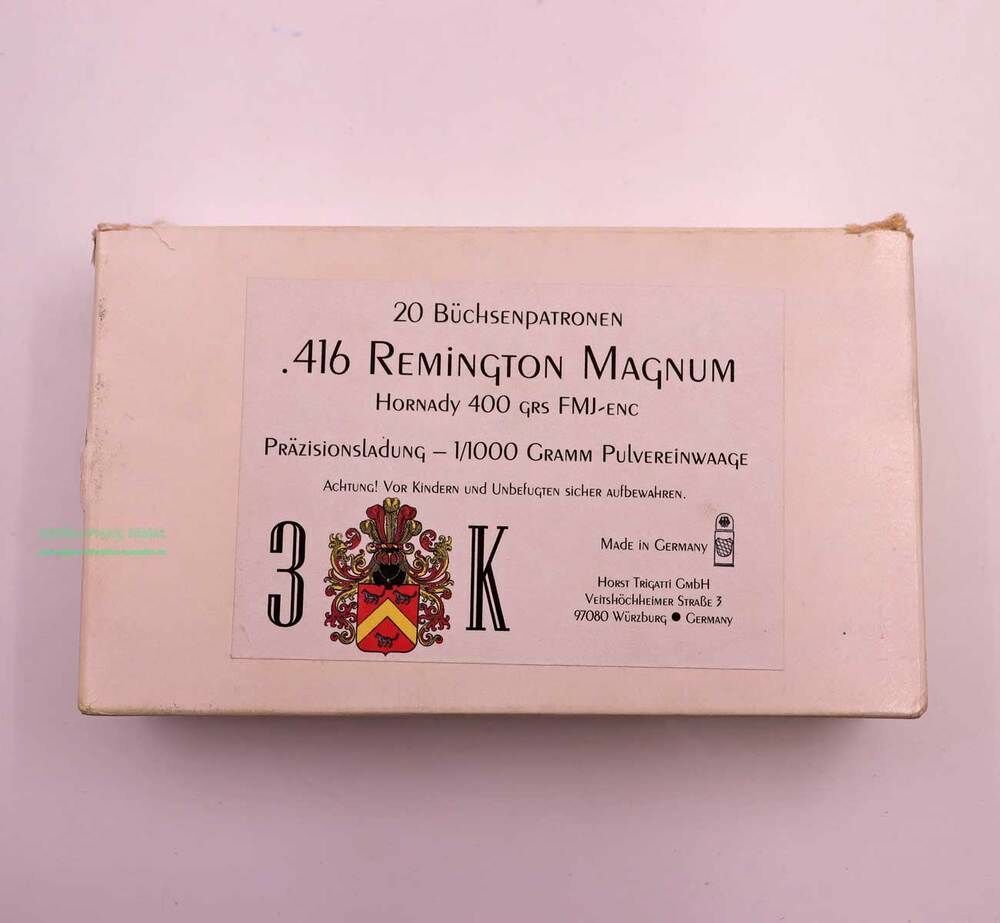 20 Büchsenpatronen
.416 Remington Magnum
Hornady 400 grs FMJ-enc
Präzisionsladung – 1/1000 Gramm Pulvereinwaage
Achtung! Vor Kindern und Unbefugten sicher aufbewahren.
3 K
Made in Germany
Horst Trigatti GmbH
Veitshöchheimer Straße 3
97080 Würzburg ● Germany